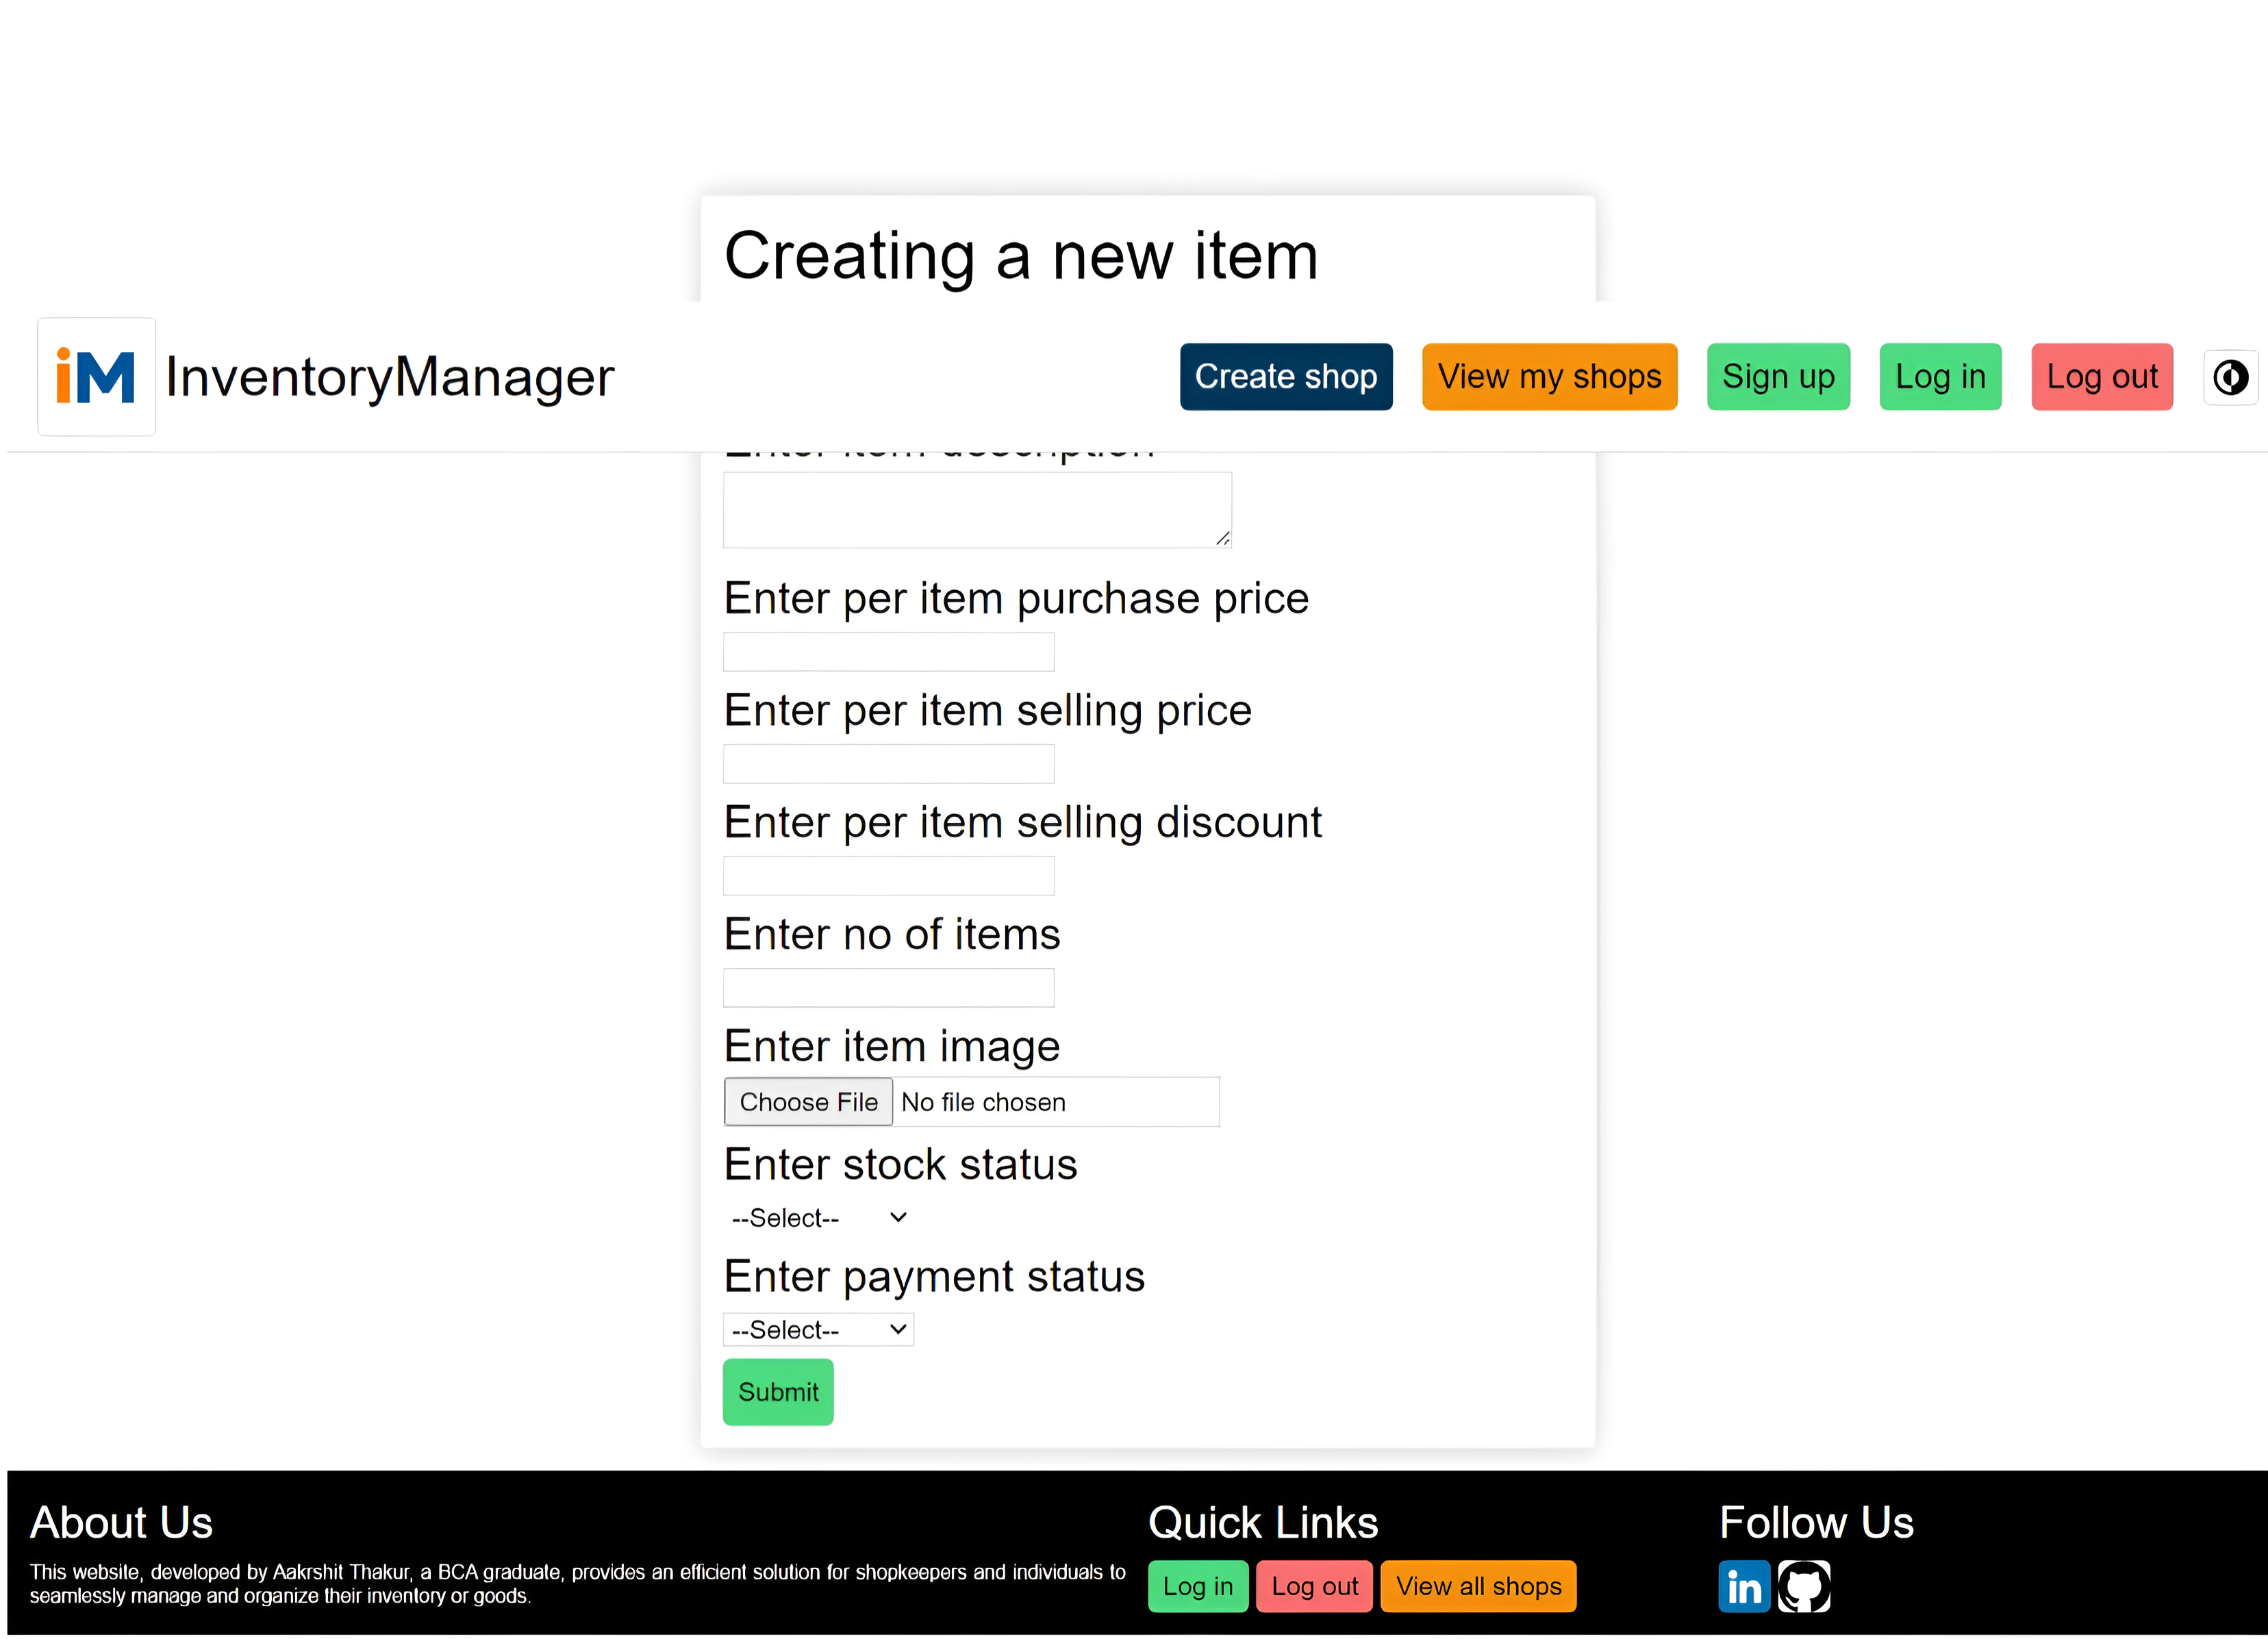 Creating a new item
iM InventoryManager Create shop View my shops Sign up Log in Log out
Enter item description
Enter per item purchase price
Enter per item selling price
Enter per item selling discount
Enter no of items
Enter item image
Choose File No file chosen
Enter stock status
--Select--
Enter payment status
--Select--
Submit
About Us
This website, developed by Aakrshit Thakur, a BCA graduate, provides an efficient solution for shopkeepers and individuals to
seamlessly manage and organize their inventory or goods.
Quick Links
Log in Log out View all shops
Follow Us
in